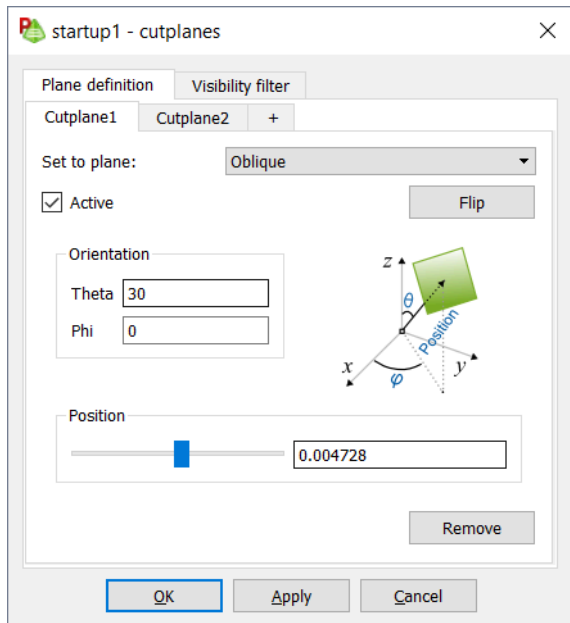 startup1 - cutplanes
Plane definition Visibility filter
Cutplane1 Cutplane2 +
Set to plane: Oblique
Active Flip
Orientation
Theta 30
Phi 0
z
θ
Position
x
φ
y
Position
0.004728
Remove
OK Apply Cancel